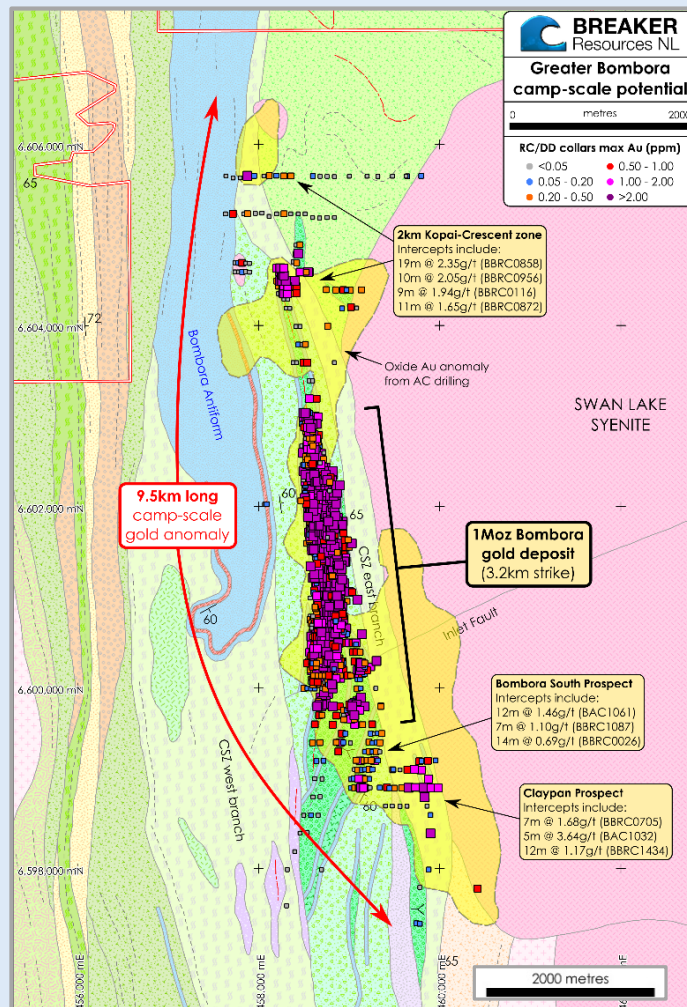 BREAKER
Resources NL
Greater Bombora
camp-scale potential
0 metres 2000
RC/DD collars max Au (ppm)
<0.05
0.05 - 0.20
0.20 - 0.50
0.50 - 1.00
1.00 - 2.00
>2.00
6,606,000 mN
65
2km Kopai-Crescent zone
Intercepts include:
19m @ 2.35g/t (BBRC0858)
10m @ 2.05g/t (BBRC0956)
9m @ 1.94g/t (BBRC0116)
11m @ 1.65g/t (BBRC0872)
6,604,000 mN
72
Bombora Antiform
Oxide Au anomaly
from AC drilling
SWAN LAKE
SYENITE
9.5km long
camp-scale
gold anomaly
6,602,000 mN
60
65
1Moz Bombora
gold deposit
(3.2km strike)
CSZ east branch
60
Inlet Fault
6,600,000 mN
Bombora South Prospect
Intercepts include:
12m @ 1.46g/t (BAC1061)
7m @ 1.10g/t (BBRC1087)
14m @ 0.69g/t (BBRC0026)
CSZ west branch
60
Claypan Prospect
Intercepts include:
7m @ 1.68g/t (BBRC0705)
5m @ 3.64g/t (BAC1032)
12m @ 1.17g/t (BBRC1434)
6,598,000 mN
65
456,000 mE
458,000 mE
460,000 mE
2000 metres